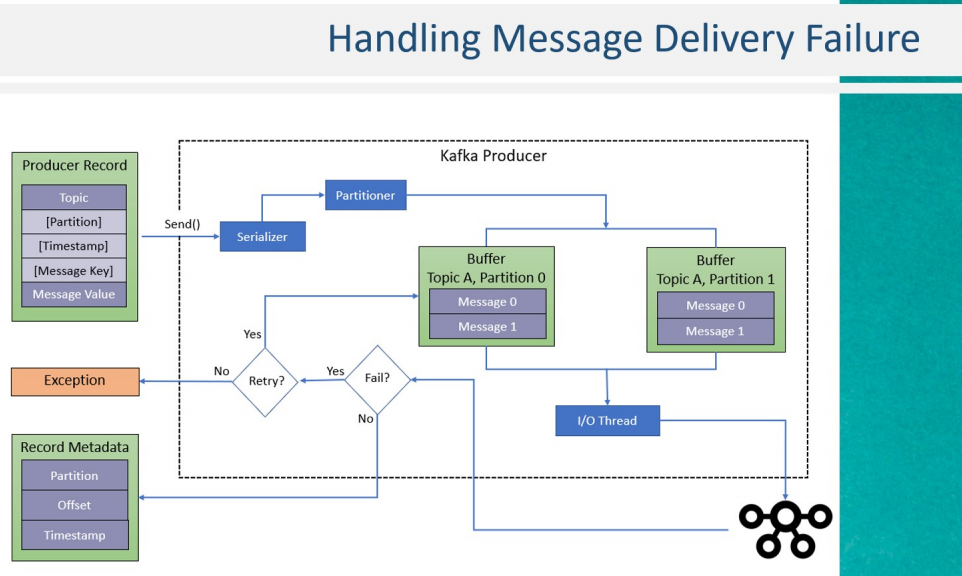 Handling Message Delivery Failure
Kafka Producer
Producer Record
Topic
[Partition]
[Timestamp]
[Message Key]
Message Value
Send()
Serializer
Partitioner
Buffer
Topic A, Partition 0
Message 0
Message 1
Buffer
Topic A, Partition 1
Message 0
Message 1
Yes
No
Retry?
Yes
Fail?
No
Exception
I/O Thread
Record Metadata
Partition
Offset
Timestamp